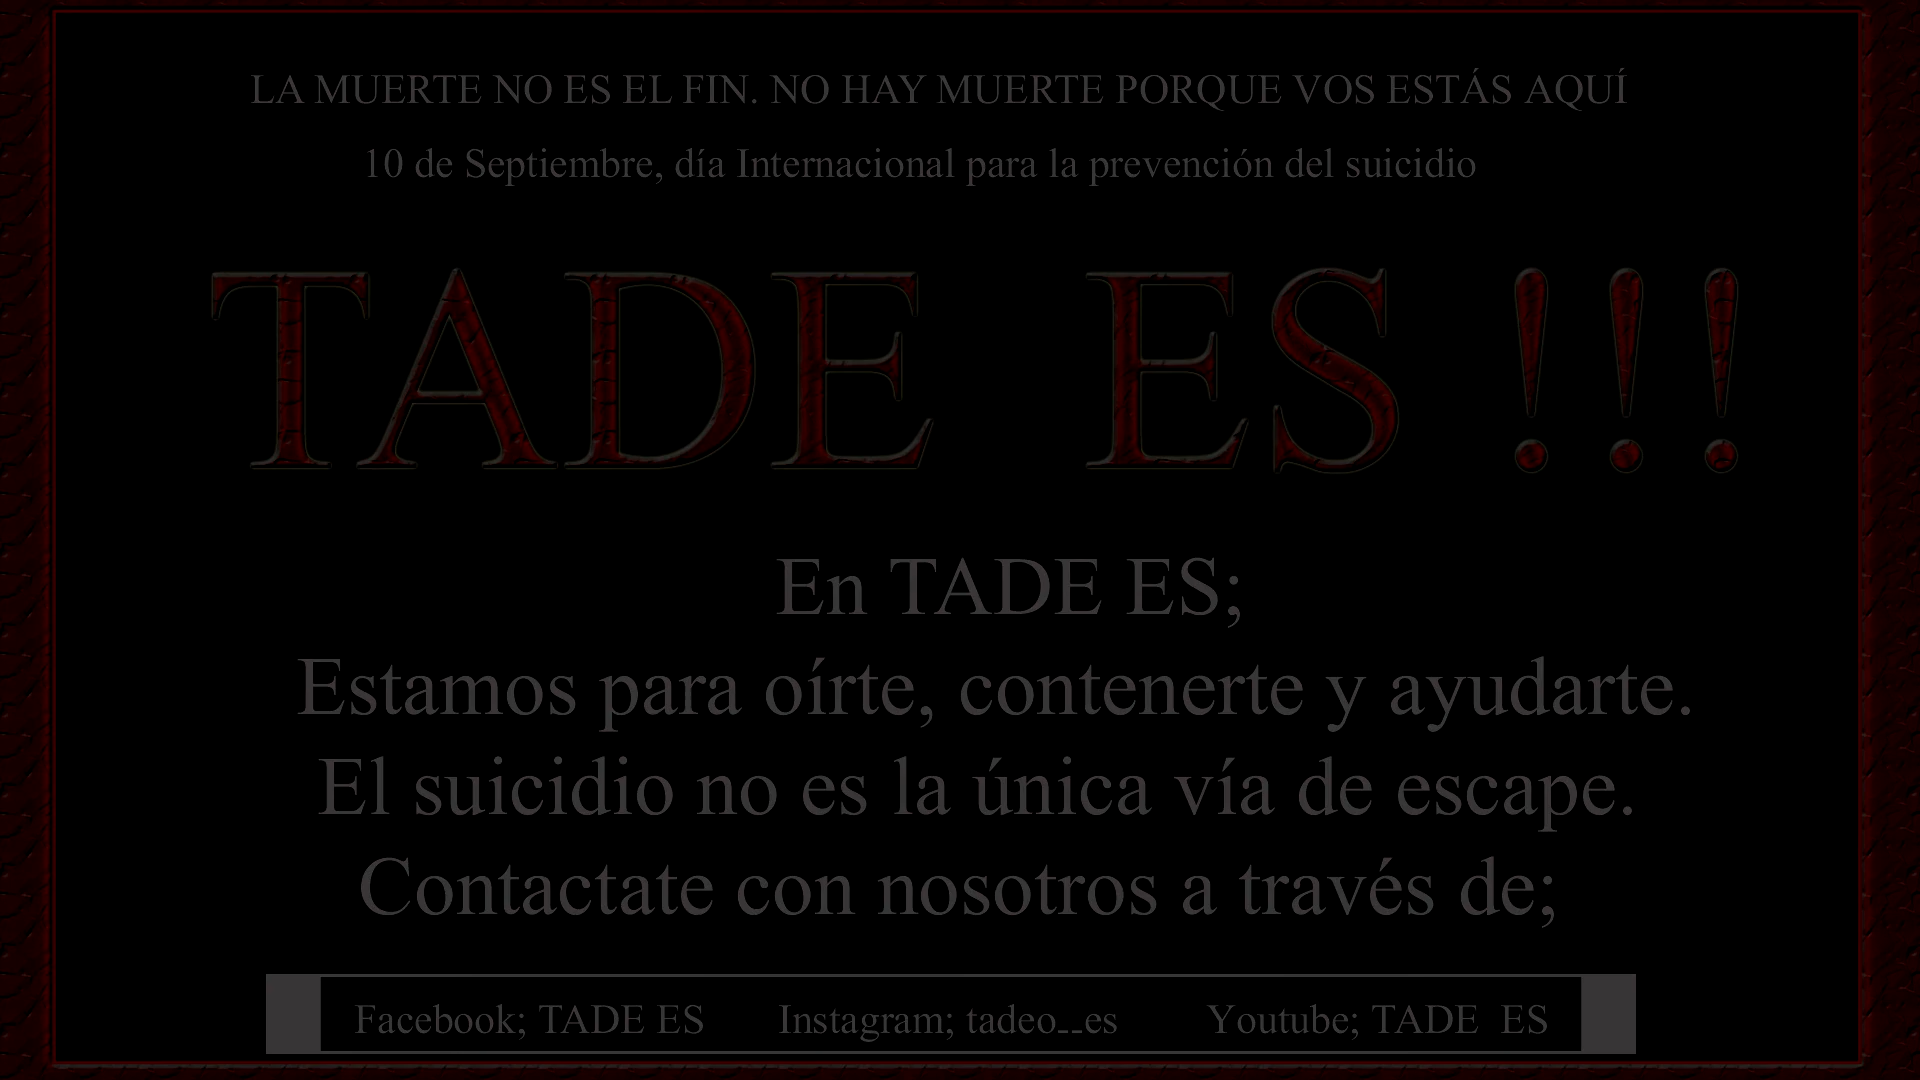 LA MUERTE NO ES EL FIN. NO HAY MUERTE PORQUE VOS ESTÁS AQUÍ
10 de Septiembre, día Internacional para la prevención del suicidio
TADE ES !!!
En TADE ES;
Estamos para oírte, contenerte y ayudarte.
El suicidio no es la única vía de escape.
Contactate con nosotros a través de;
Facebook; TADE ES Instagram; tadeo__es Youtube; TADE ES